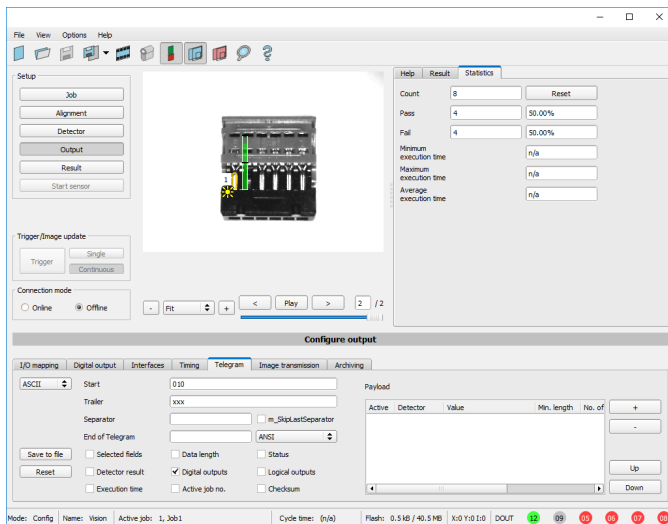 File View Options Help
Setup
Job
Alignment
Detector
Output
Result
Start sensor
Trigger/Image update
Trigger
Single
Continuous
Connection mode
Online Offline
1
- Fit + < Play > 2 / 2
Help Result Statistics
Count 8 Reset
Pass 4 50.00%
Fail 4 50.00%
Minimum
execution time n/a
Maximum
execution time n/a
Average
execution time n/a
Configure output
I/O mapping Digital output Interfaces Timing Telegram Image transmission Archiving
ASCII Start 010
Trailer xxx
Separator m_SkipLastSeparator
End of Telegram ANSI
Save to file Selected fields Data length Status
Reset Detector result Digital outputs Logical outputs
Execution time Active job no. Checksum
Payload
Active Detector Value Min. length No. of
+
-
Up
Down
Mode: Config Name: Vision Active job: 1, Job1 Cycle time: (n/a) Flash: 0.5 kB / 40.5 MB X:0 Y:0 I:0 DOUT 12 09 05 06 07 08